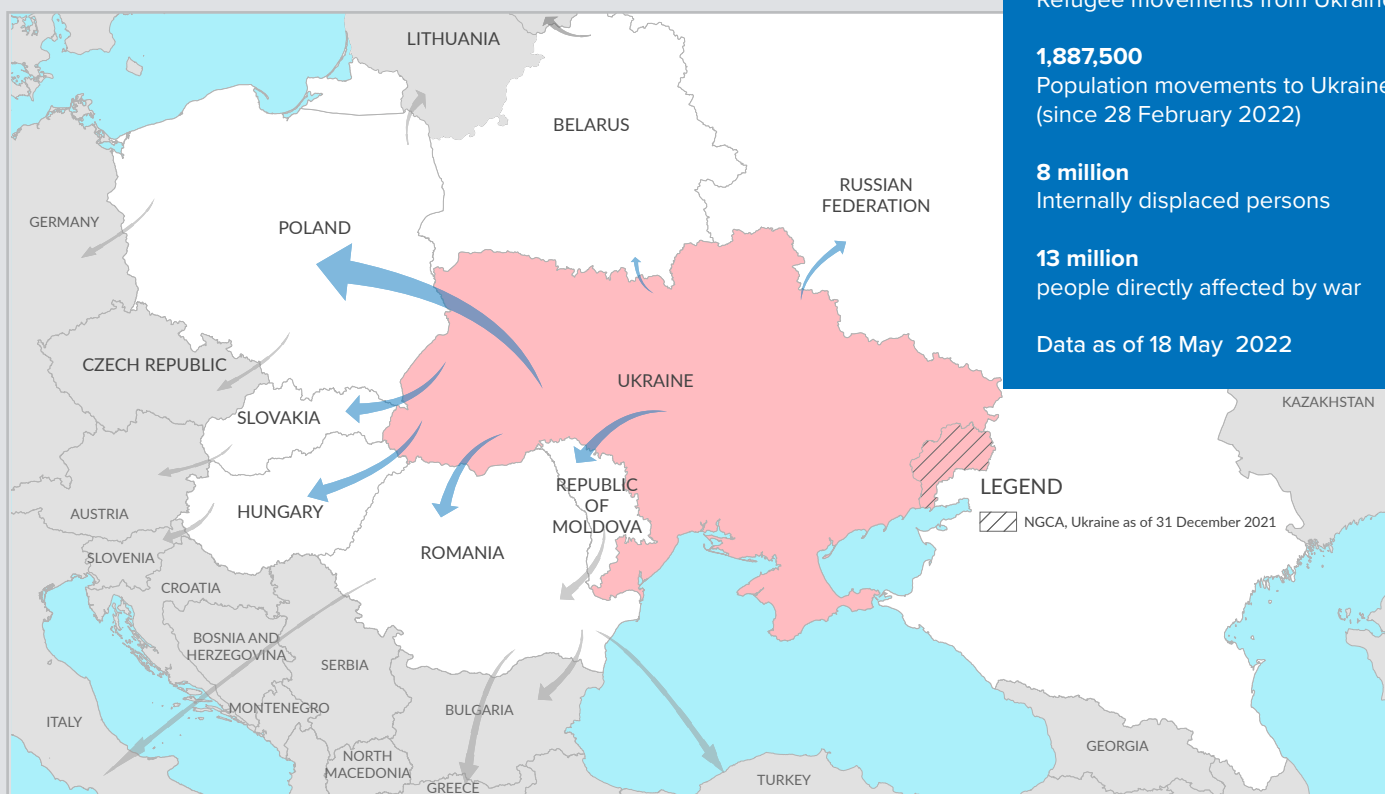 Refugee movements from Ukraine
1,887,500
Population movements to Ukraine
(since 28 February 2022)
8 million
Internally displaced persons
13 million
people directly affected by war
Data as of 18 May 2022
LITHUANIA
BELARUS
RUSSIAN
FEDERATION
GERMANY
POLAND
CZECH REPUBLIC
UKRAINE
KAZAKHSTAN
SLOVAKIA
REPUBLIC
OF
MOLDOVA
LEGEND
NGCA, Ukraine as of 31 December 2021
HUNGARY
AUSTRIA
ROMANIA
SLOVENIA
CROATIA
BOSNIA AND
HERZEGOVINA
SERBIA
MONTENEGRO
BULGARIA
ITALY
NORTH
MACEDONIA
GEORGIA
GREECE
TURKEY